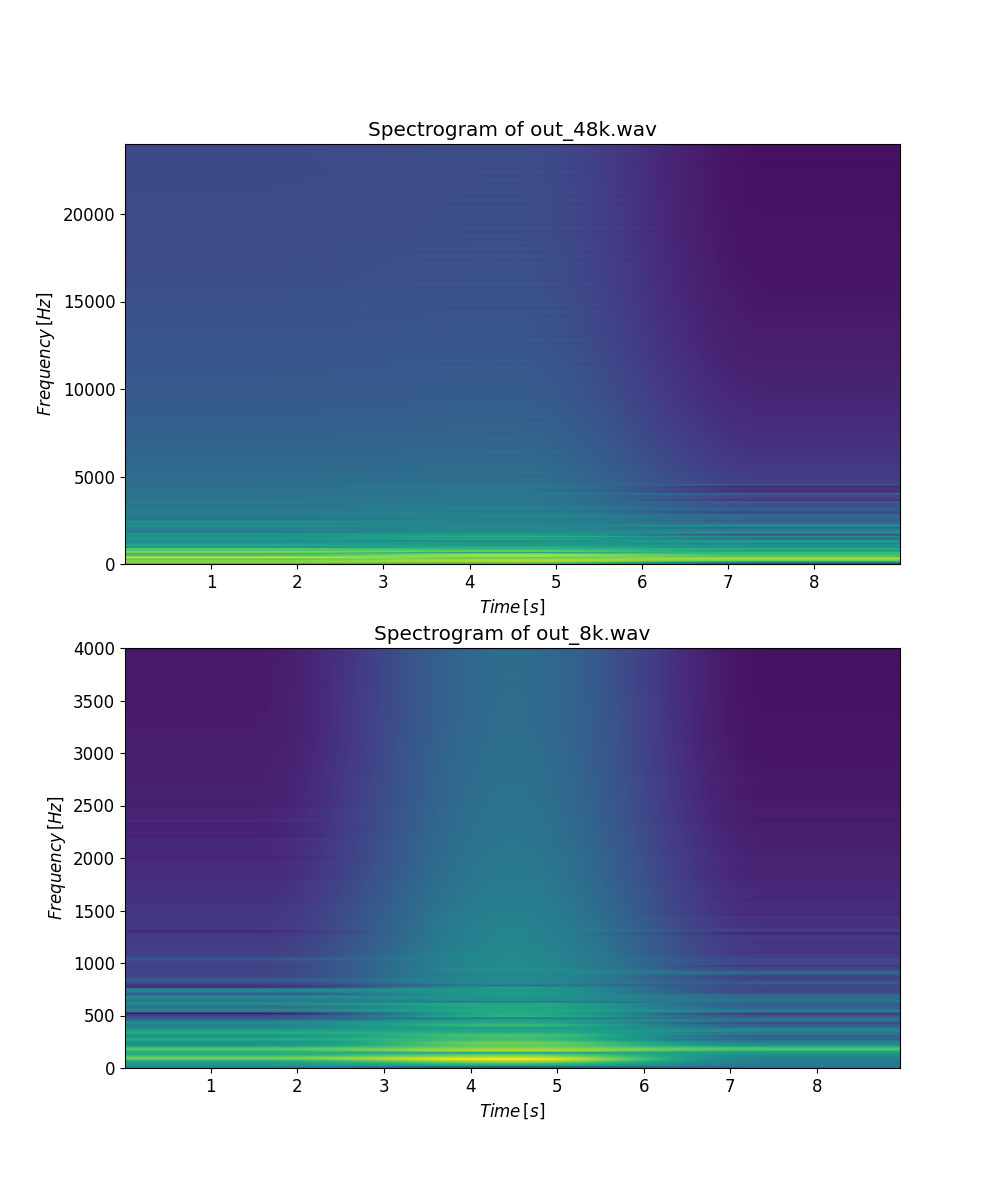 Spectrogram of out_48k.wav
20000
15000
10000
5000
0
Frequency [Hz]
1 2 3 4 5 6 7 8
Time [s]
Spectrogram of out_8k.wav
4000
3500
3000
2500
2000
1500
1000
500
0
Frequency [Hz]
1 2 3 4 5 6 7 8
Time [s]